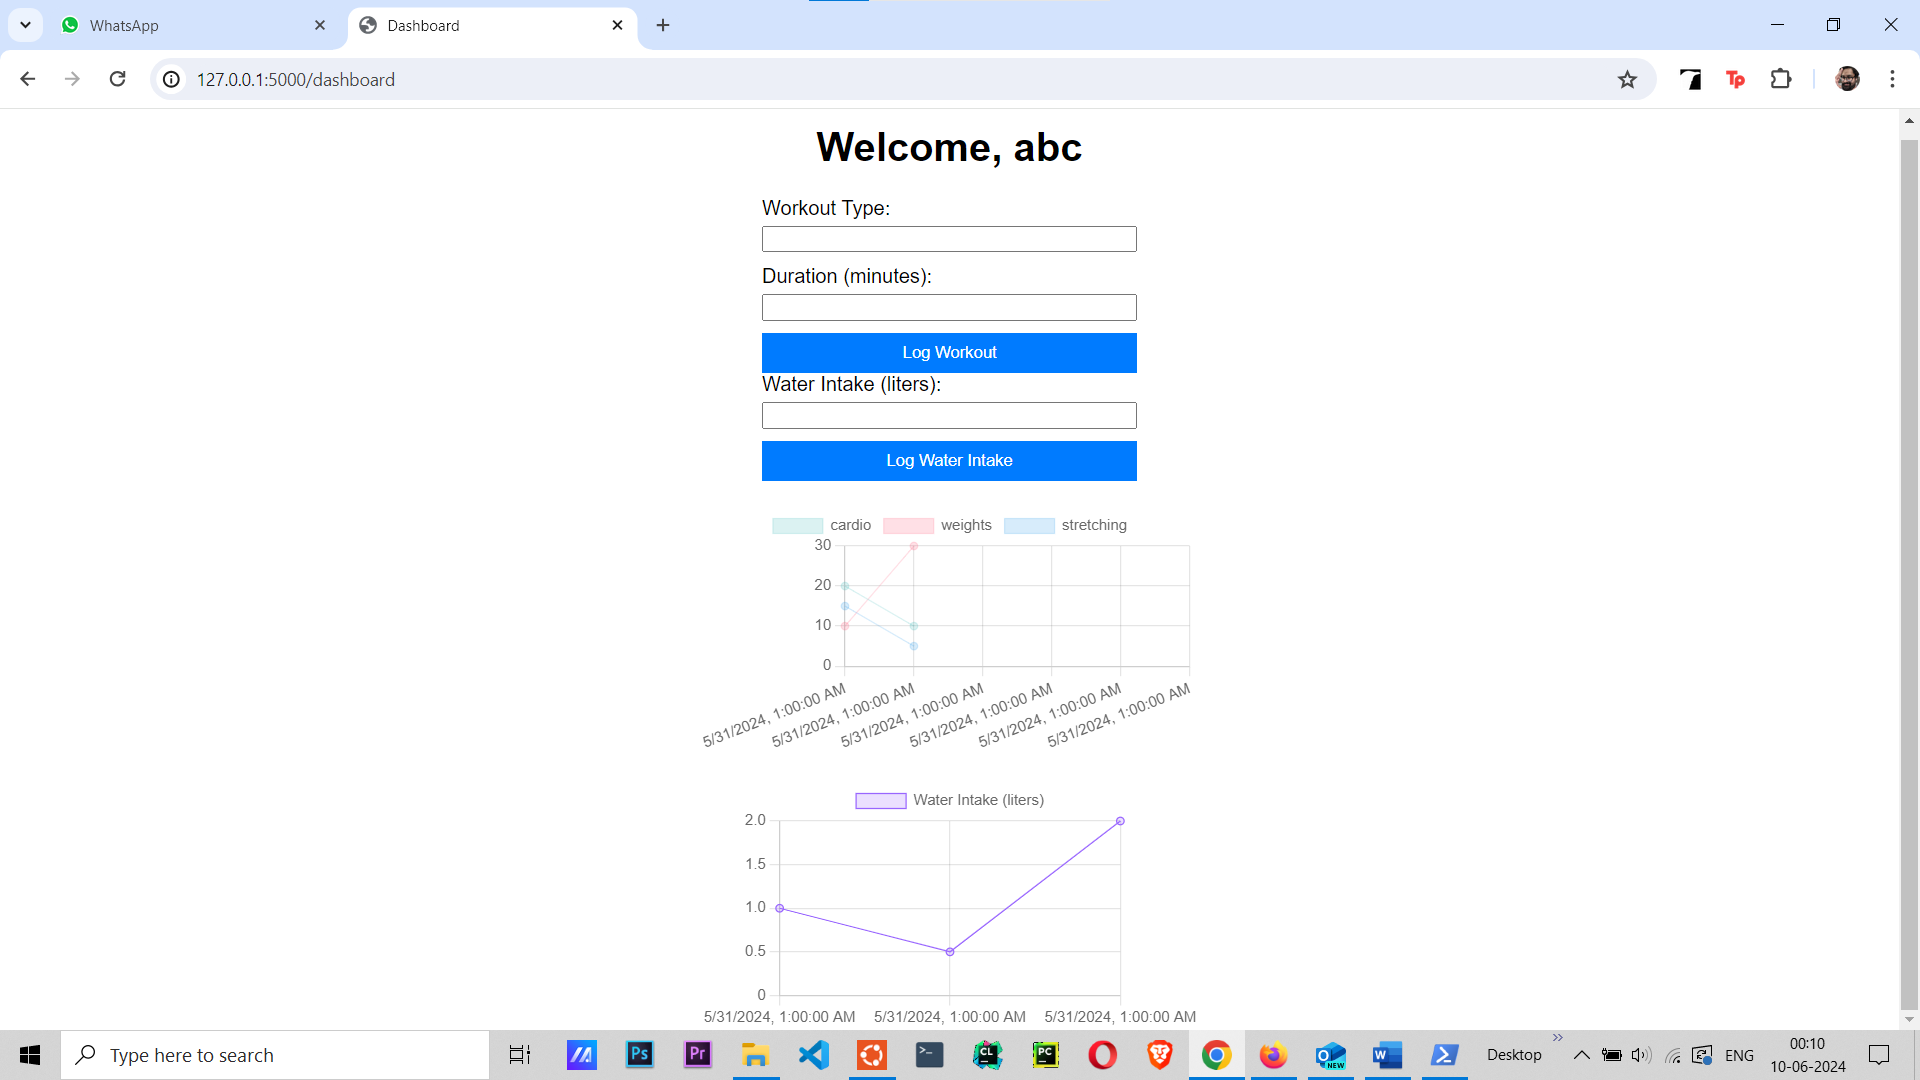 WhatsApp
Dashboard
127.0.0.1:5000/dashboard
Tp
Welcome, abc
Workout Type:
Duration (minutes):
Log Workout
Water Intake (liters):
Log Water Intake
cardio weights stretching
30
20
10
0
5/31/2024, 1:00:00 AM 5/31/2024, 1:00:00 AM 5/31/2024, 1:00:00 AM 5/31/2024, 1:00:00 AM 5/31/2024, 1:00:00 AM 5/31/2024, 1:00:00 AM
Water Intake (liters)
2.0
1.5
1.0
0.5
0
5/31/2024, 1:00:00 AM 5/31/2024, 1:00:00 AM 5/31/2024, 1:00:00 AM
Type here to search
Ps
Pr
CL
PC
O
NEW
W
Desktop
ENG
00:10
10-06-2024